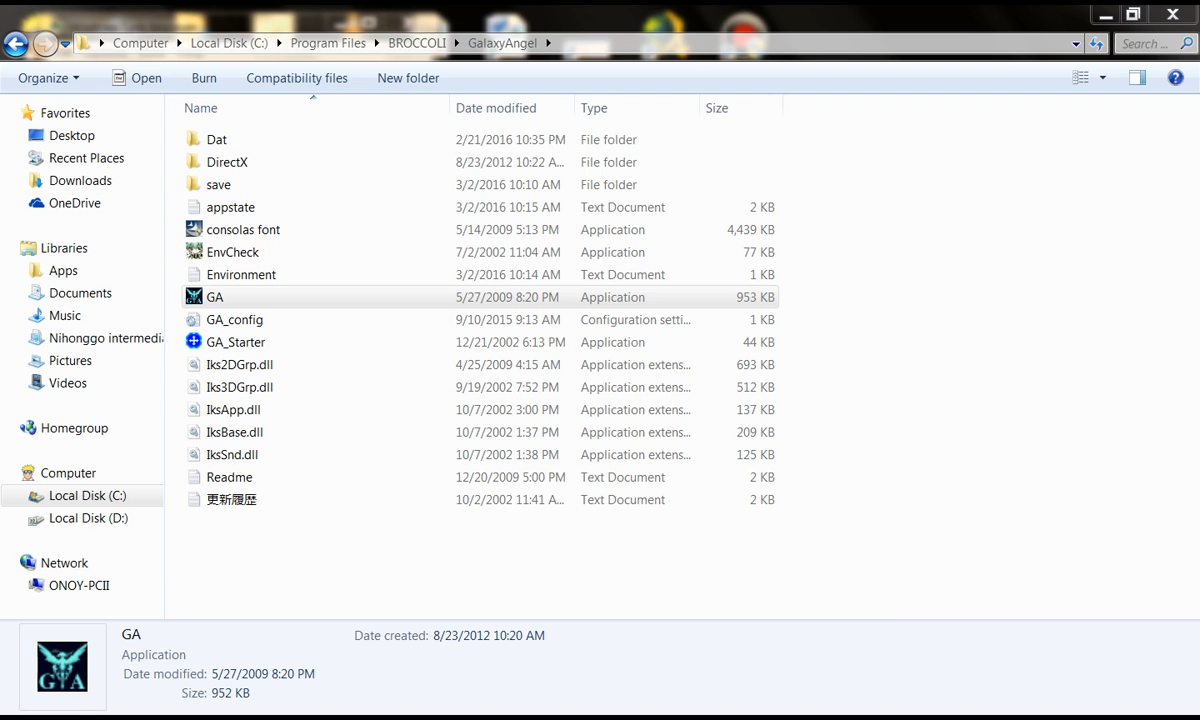 Computer Local Disk (C:) Program Files BROCCOLI GalaxyAngel Search ...
Organize Open Burn Compatibility files New folder
Favorites
Desktop
Recent Places
Downloads
OneDrive
Libraries
Apps
Documents
Music
Nihonggo intermedi
Pictures
Videos
Homegroup
Computer
Local Disk (C:)
Local Disk (D:)
Network
ONOY-PCII
Name Date modified Type Size
Dat 2/21/2016 10:35 PM File folder
DirectX 8/23/2012 10:22 A... File folder
save 3/2/2016 10:10 AM File folder
appstate 3/2/2016 10:15 AM Text Document 2 KB
consolas font 5/14/2009 5:13 PM Application 4,439 KB
EnvCheck 7/2/2002 11:04 AM Application 77 KB
Environment 3/2/2016 10:14 AM Text Document 1 KB
GA 5/27/2009 8:20 PM Application 953 KB
GA_config 9/10/2015 9:13 AM Configuration setti... 1 KB
GA_Starter 12/21/2002 6:13 PM Application 44 KB
Iks2DGrp.dll 4/25/2009 4:15 AM Application extens... 693 KB
Iks3DGrp.dll 9/19/2002 7:52 PM Application extens... 512 KB
IksApp.dll 10/7/2002 3:00 PM Application extens... 137 KB
IksBase.dll 10/7/2002 1:37 PM Application extens... 209 KB
IksSnd.dll 10/7/2002 1:38 PM Application extens... 125 KB
Readme 12/20/2009 5:00 PM Text Document 2 KB
更新履歴 10/2/2002 11:41 A... Text Document 2 KB
GA
GA Date created: 8/23/2012 10:20 AM
Application
Date modified: 5/27/2009 8:20 PM
Size: 952 KB